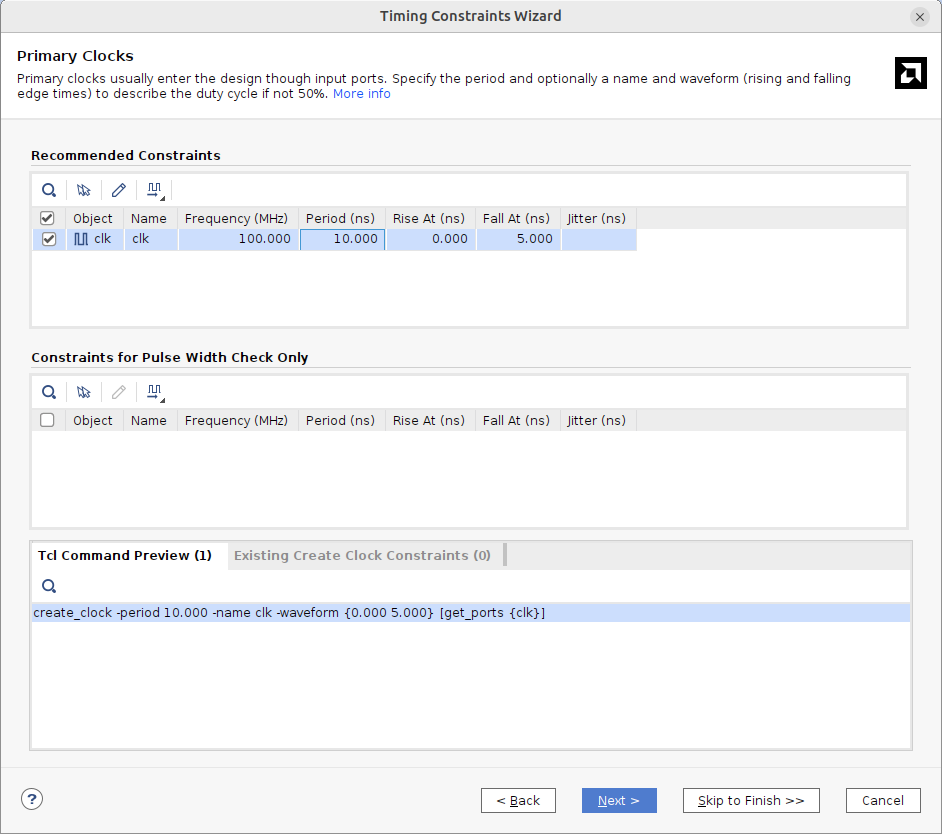 Timing Constraints Wizard
Primary Clocks
Primary clocks usually enter the design though input ports. Specify the period and optionally a name and waveform (rising and falling
edge times) to describe the duty cycle if not 50%. More info
Recommended Constraints
Object Name Frequency (MHz) Period (ns) Rise At (ns) Fall At (ns) Jitter (ns)
clk clk 100.000 10.000 0.000 5.000
Constraints for Pulse Width Check Only
Object Name Frequency (MHz) Period (ns) Rise At (ns) Fall At (ns) Jitter (ns)
Tcl Command Preview (1) Existing Create Clock Constraints (0)
create_clock -period 10.000 -name clk -waveform {0.000 5.000} [get_ports {clk}]
? < Back Next > Skip to Finish >> Cancel